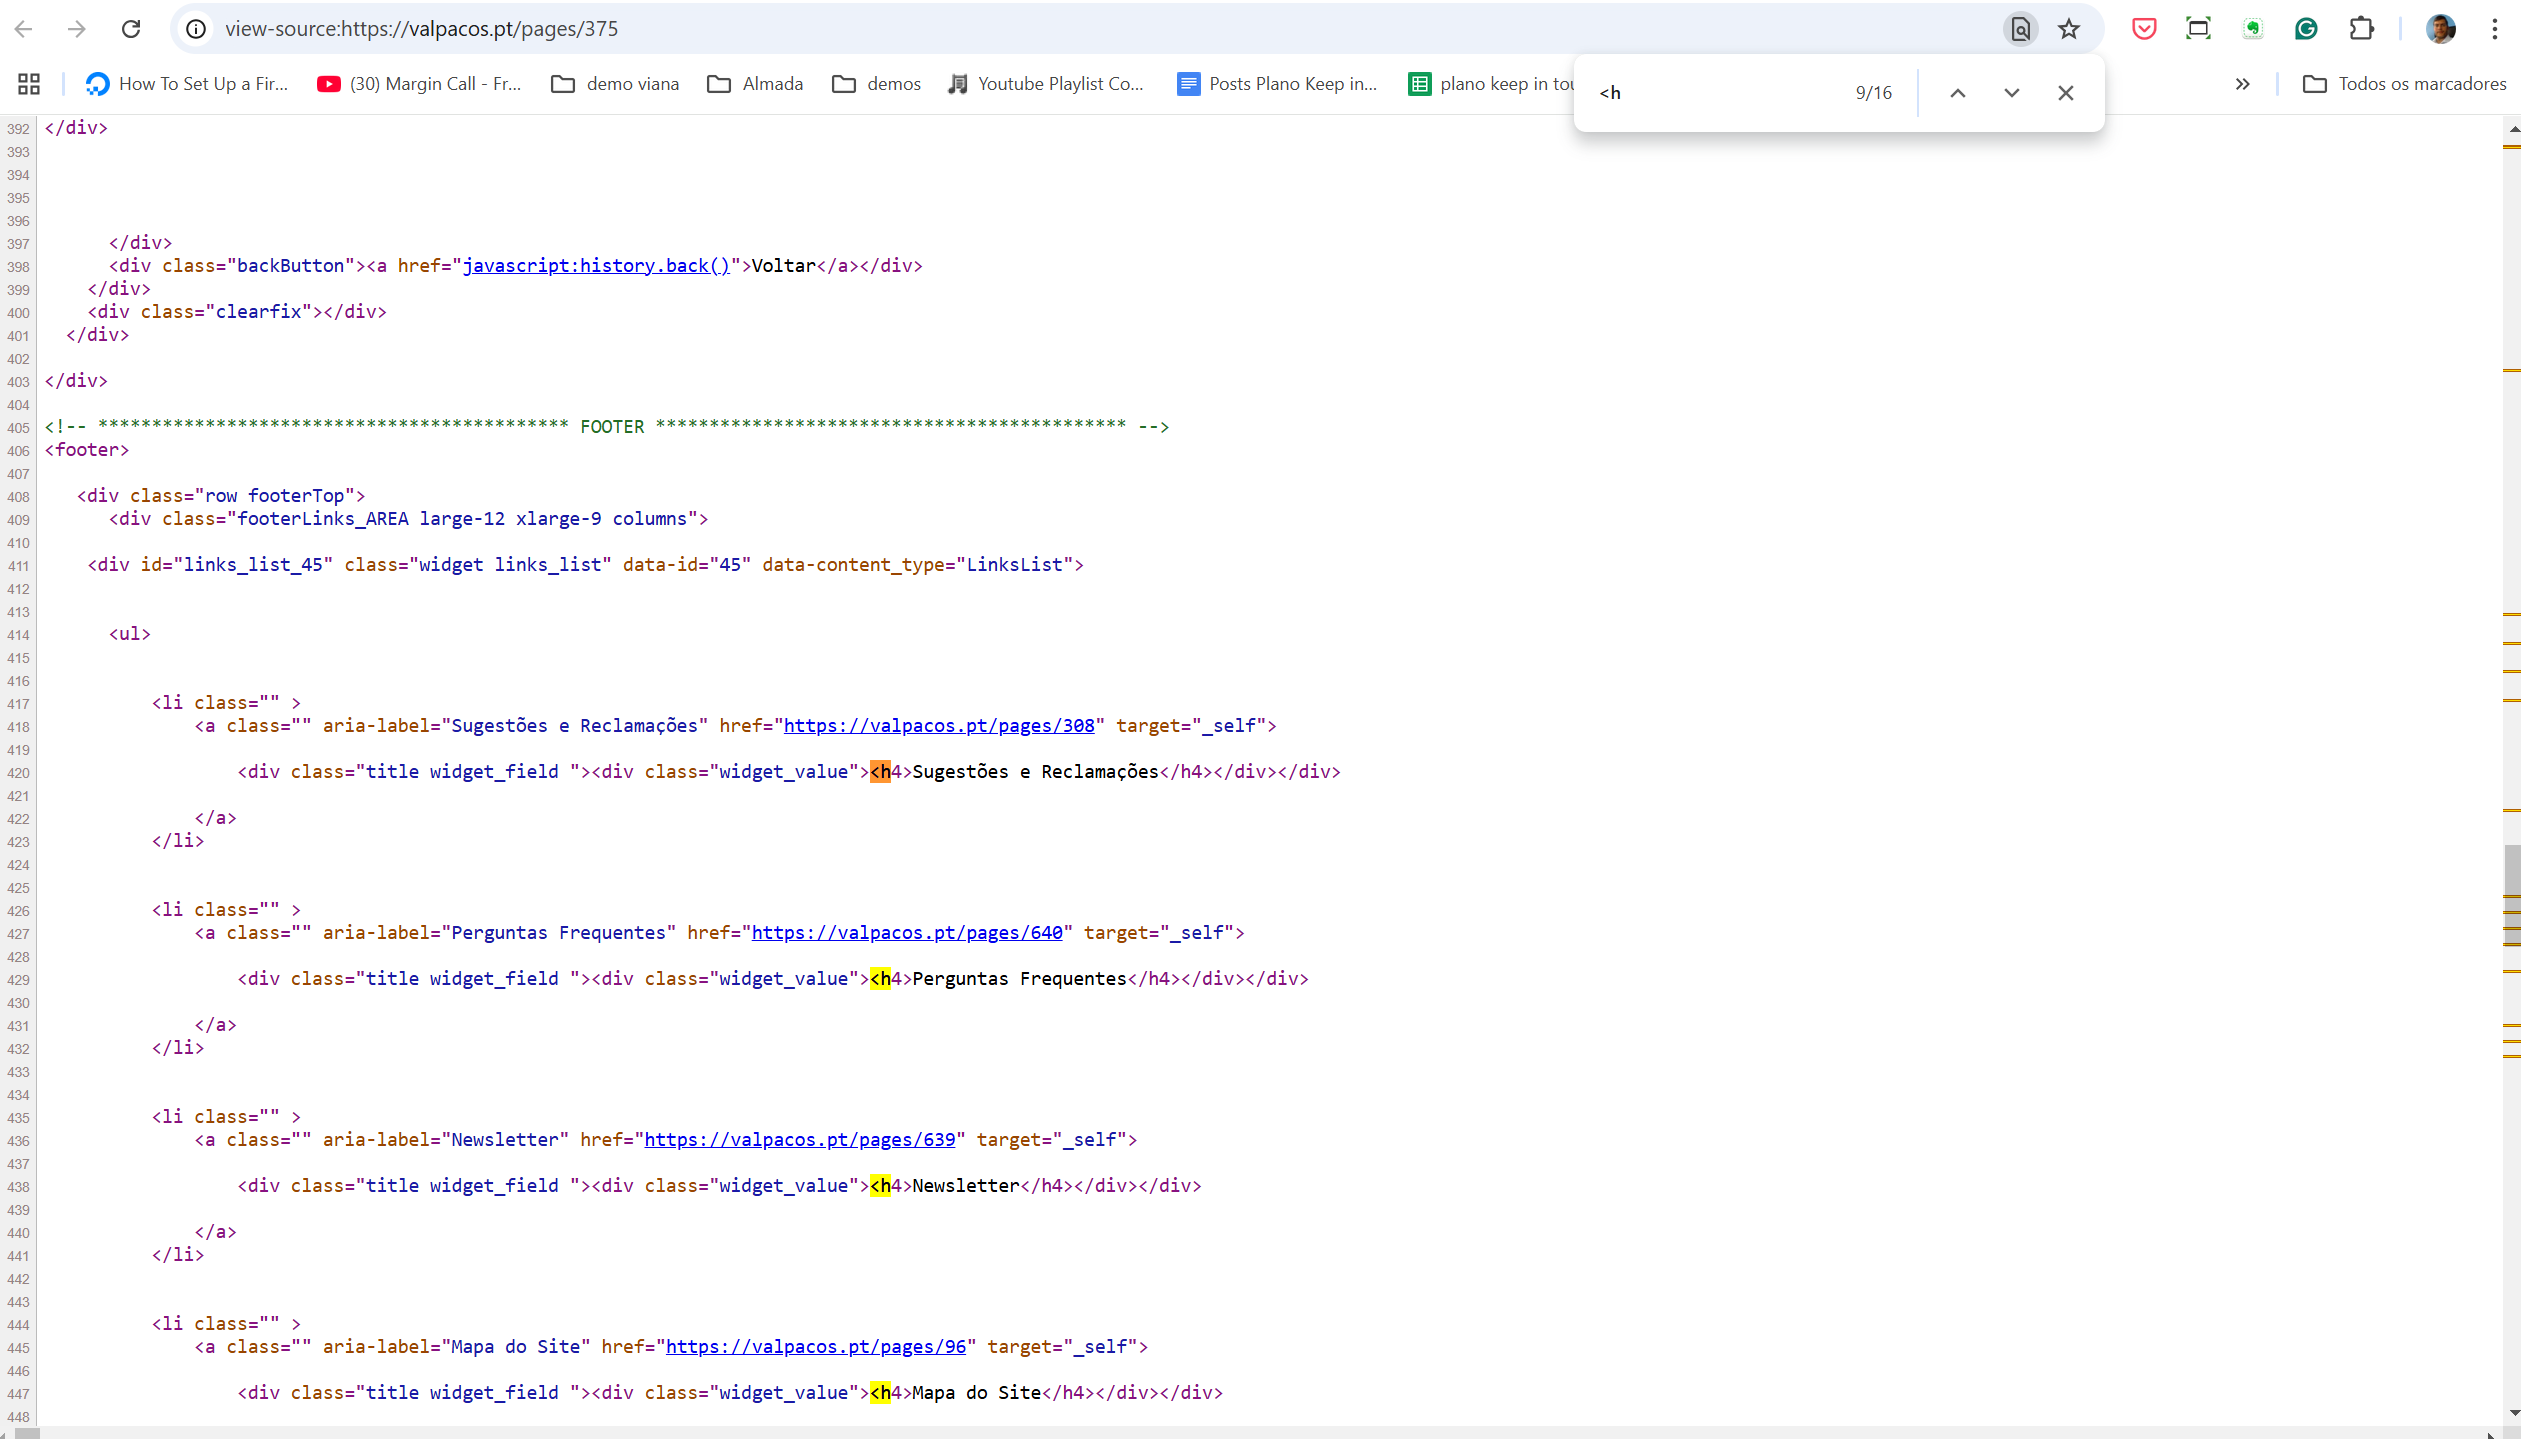 view-source:https://valpacos.pt/pages/375
How To Set Up a Fir...
(30) Margin Call - Fr...
demo viana
Almada
demos
Youtube Playlist Co...
Posts Plano Keep in...
plano keep in tou
<h
9/16
Todos os marcadores
392 </div>
393
394
395
396
397 </div>
398 <div class="backButton"><a href="javascript:history.back()">Voltar</a></div>
399 </div>
400 <div class="clearfix"></div>
401 </div>
402
403 </div>
404
405 <!-- ******************************************** FOOTER ******************************************** -->
406 <footer>
407
408 <div class="row footerTop">
409 <div class="footerLinks_AREA large-12 xlarge-9 columns">
410
411 <div id="links_list_45" class="widget links_list" data-id="45" data-content_type="LinksList">
412
413
414 <ul>
415
416
417 <li class="" >
418 <a class="" aria-label="Sugestões e Reclamações" href="https://valpacos.pt/pages/308" target="_self">
419
420 <div class="title widget_field "><div class="widget_value"><h4>Sugestões e Reclamações</h4></div></div>
421
422 </a>
423 </li>
424
425
426 <li class="" >
427 <a class="" aria-label="Perguntas Frequentes" href="https://valpacos.pt/pages/640" target="_self">
428
429 <div class="title widget_field "><div class="widget_value"><h4>Perguntas Frequentes</h4></div></div>
430
431 </a>
432 </li>
433
434
435 <li class="" >
436 <a class="" aria-label="Newsletter" href="https://valpacos.pt/pages/639" target="_self">
437
438 <div class="title widget_field "><div class="widget_value"><h4>Newsletter</h4></div></div>
439
440 </a>
441 </li>
442
443
444 <li class="" >
445 <a class="" aria-label="Mapa do Site" href="https://valpacos.pt/pages/96" target="_self">
446
447 <div class="title widget_field "><div class="widget_value"><h4>Mapa do Site</h4></div></div>
448